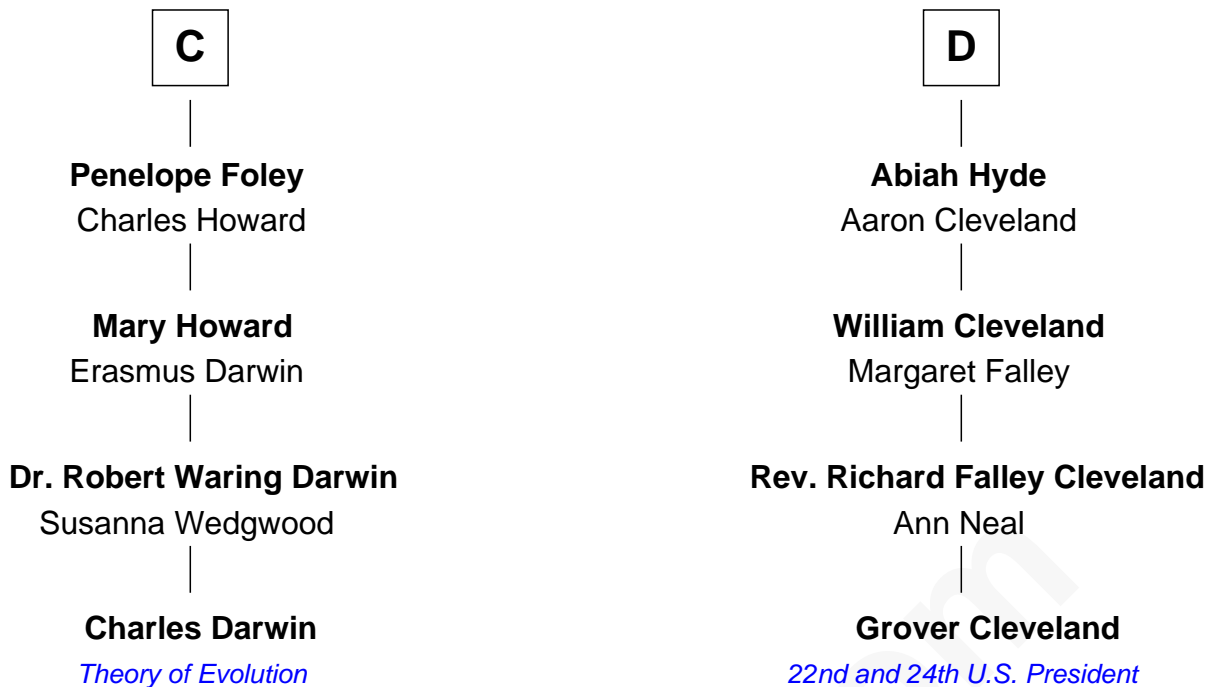 C
Penelope Foley
Charles Howard
Mary Howard
Erasmus Darwin
Dr. Robert Waring Darwin
Susanna Wedgwood
Charles Darwin
Theory of Evolution
D
Abiah Hyde
Aaron Cleveland
William Cleveland
Margaret Falley
Rev. Richard Falley Cleveland
Ann Neal
Grover Cleveland
22nd and 24th U.S. President